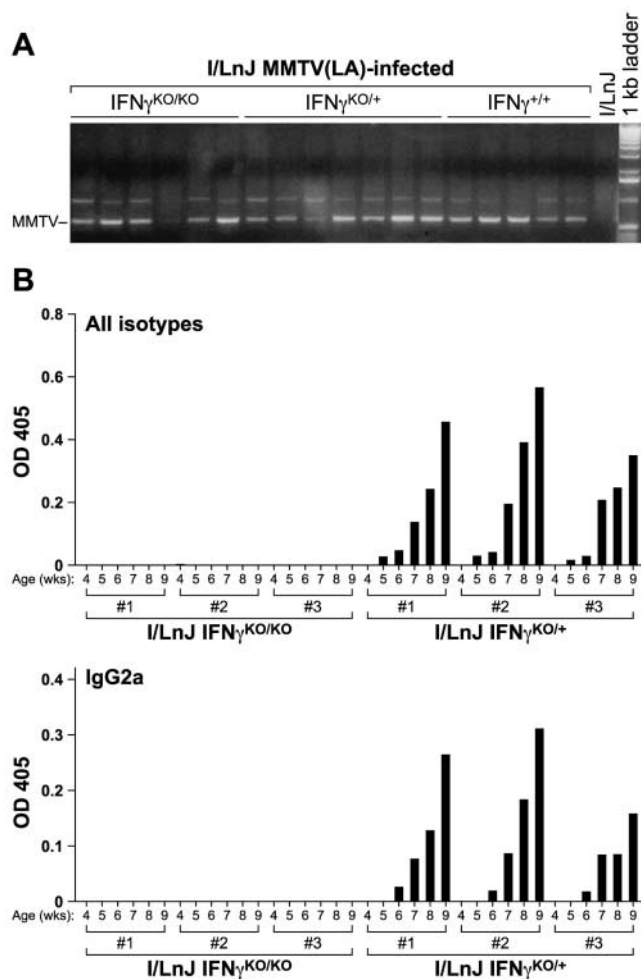 A
I/LnJ MMTV(LA)-infected
IFNγKO/KO IFNγKO/+ IFNγ+/+ I/LnJ 1 kb ladder
MMTV–
B
All isotypes
OD 405
0.8
0.6
0.4
0.2
0
Age (wks): 4 5 6 7 8 9 4 5 6 7 8 9 4 5 6 7 8 9 4 5 6 7 8 9 4 5 6 7 8 9 4 5 6 7 8 9
#1 #2 #3 #1 #2 #3
I/LnJ IFNγKO/KO I/LnJ IFNγKO/+
IgG2a
OD 405
0.4
0.3
0.2
0.1
0
Age (wks): 4 5 6 7 8 9 4 5 6 7 8 9 4 5 6 7 8 9 4 5 6 7 8 9 4 5 6 7 8 9 4 5 6 7 8 9
#1 #2 #3 #1 #2 #3
I/LnJ IFNγKO/KO I/LnJ IFNγKO/+